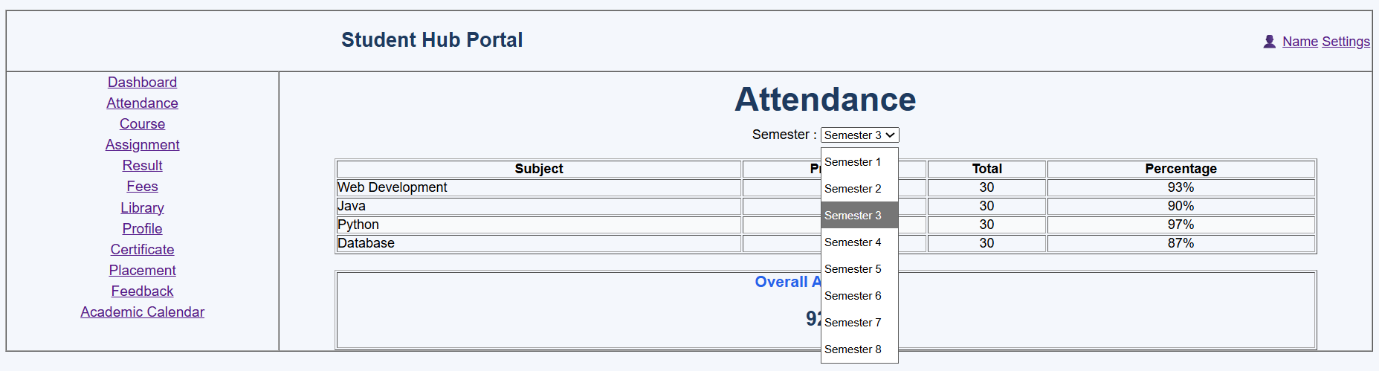 Student Hub Portal
Name Settings
Dashboard
Attendance
Course
Assignment
Result
Fees
Library
Profile
Certificate
Placement
Feedback
Academic Calendar
Attendance
Semester : Semester 3
Semester 1
Semester 2
Semester 3
Semester 4
Semester 5
Semester 6
Semester 7
Semester 8
Subject Total Percentage
Web Development 30 93%
Java 30 90%
Python 30 97%
Database 30 87%
Overall